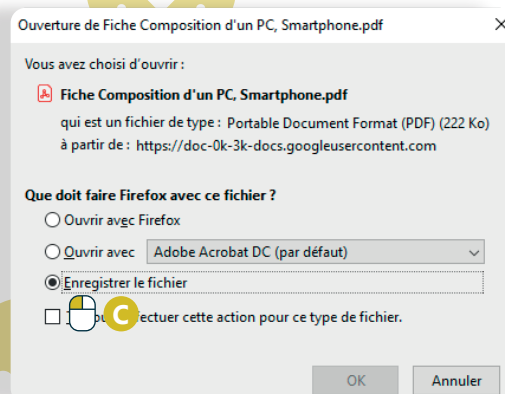 Ouverture de Fiche Composition d'un PC, Smartphone.pdf
Vous avez choisi d'ouvrir :
Fiche Composition d'un PC, Smartphone.pdf
qui est un fichier de type : Portable Document Format (PDF) (222 Ko)
à partir de : https://doc-0k-3k-docs.googleusercontent.com
Que doit faire Firefox avec ce fichier ?
Ouvrir avec Firefox
Ouvrir avec Adobe Acrobat DC (par défaut)
Enregistrer le fichier
C cette action pour ce type de fichier.
OK Annuler